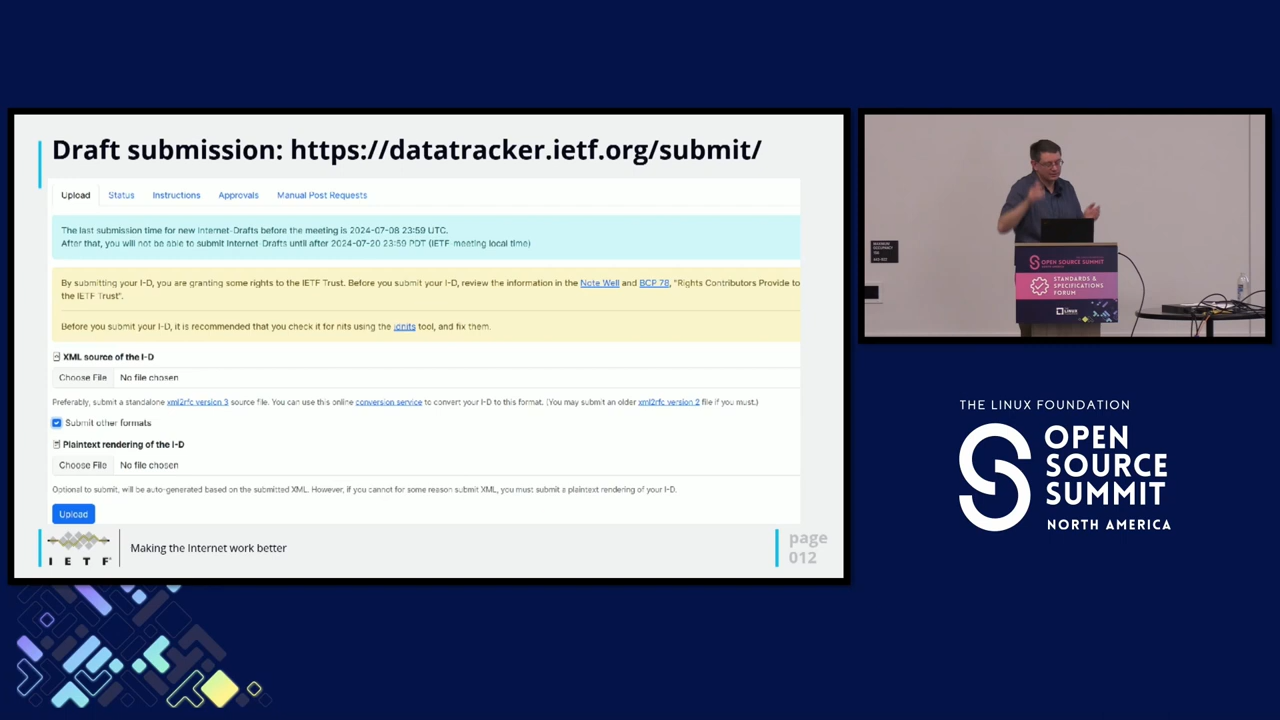 Draft submission: https://datatracker.ietf.org/submit/
Upload Status Instructions Approvals Manual Post Requests
The last submission time for new Internet-Drafts before the meeting is 2024-07-08 23:59 UTC.
After that, you will not be able to submit Internet-Drafts until after 2024-07-20 23:59 PDT (IETF-meeting local time)
By submitting your I-D, you are granting some rights to the IETF Trust. Before you submit your I-D, review the information in the Note Well and BCP 78, "Rights Contributors Provide to
the IETF Trust".
Before you submit your I-D, it is recommended that you check it for nits using the idnits tool, and fix them.
XML source of the I-D
Choose File No file chosen
Preferably, submit a standalone xml2rfc version 3 source file. You can use this online conversion service to convert your I-D to this format. (You may submit an older xml2rfc version 2 file if you must.)
Submit other formats
Plaintext rendering of the I-D
Choose File No file chosen
Optional to submit, will be auto-generated based on the submitted XML. However, if you cannot for some reason submit XML, you must submit a plaintext rendering of your I-D.
Upload
IETF
Making the Internet work better
page
012
MAXIMUM
OCCUPANCY
OPEN SOURCE SUMMIT
STANDARDS &
SPECIFICATIONS
FORUM
LINUX
THE LINUX FOUNDATION
OPEN
SOURCE
SUMMIT
NORTH AMERICA